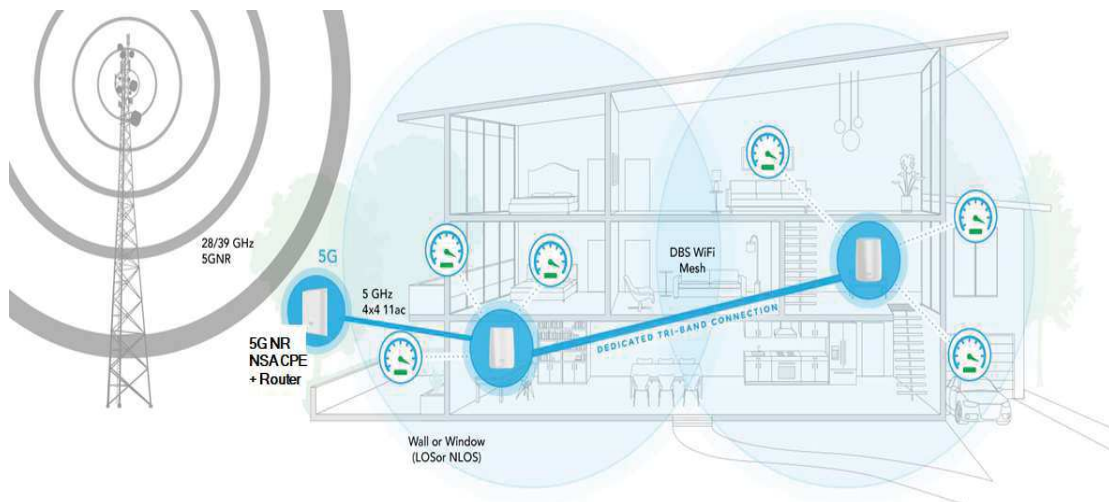 28/39 GHz
5GNR
5G
5 GHz
4x4 11ac
5G NR
NSA CPE
+ Router
DBS WiFi
Mesh
DEDICATED TRI-BAND CONNECTION
Wall or Window
(LOSor NLOS)